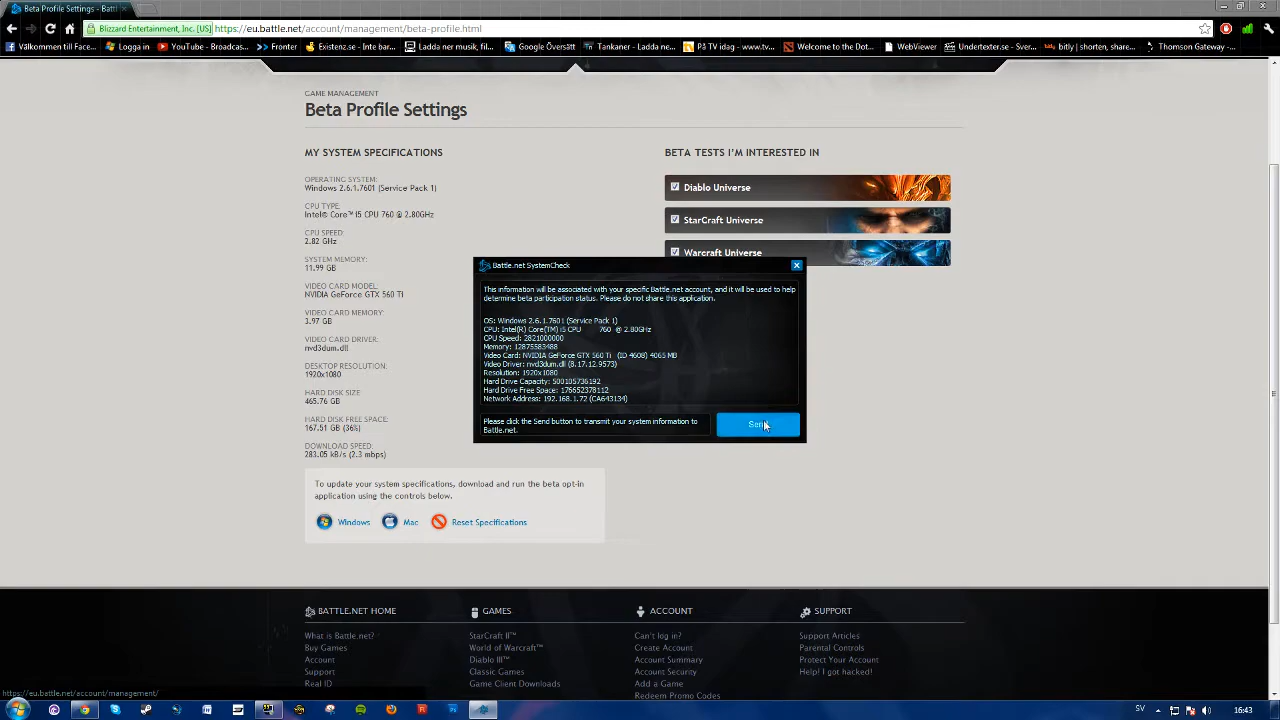 Beta Profile Settings - Batt
Blizzard Entertainment, Inc. [US] https://eu.battle.net/account/management/beta-profile.html
Välkommen till Face... Logga in YouTube - Broadcas... Fronter Existenz.se - Inte bar... Ladda ner musik, fil... Google Översätt Tankaner - Ladda ne... På TV idag - www.tv... Welcome to the Dot... WebViewer Undertexter.se - Sver... bitly | shorten, share... Thomson Gateway -...
GAME MANAGEMENT
Beta Profile Settings
MY SYSTEM SPECIFICATIONS
OPERATING SYSTEM:
Windows 2.6.1.7601 (Service Pack 1)
CPU TYPE:
Intel® Core™ i5 CPU 760 @ 2.80GHz
CPU SPEED:
2.82 GHz
SYSTEM MEMORY:
11.99 GB
VIDEO CARD MODEL:
NVIDIA GeForce GTX 560 Ti
VIDEO CARD MEMORY:
3.97 GB
VIDEO CARD DRIVER:
nvd3dum.dll
DESKTOP RESOLUTION:
1920x1080
HARD DISK SIZE:
465.76 GB
HARD DISK FREE SPACE:
167.51 GB (36%)
DOWNLOAD SPEED:
283.05 kB/s (2.3 mbps)
To update your system specifications, download and run the beta opt-in
application using the controls below.
Windows Mac Reset Specifications
BETA TESTS I'M INTERESTED IN
Diablo Universe
StarCraft Universe
Warcraft Universe
Battle.net SystemCheck
This information will be associated with your specific Battle.net account, and it will be used to help
determine beta participation status. Please do not share this application.
OS: Windows 2.6.1.7601 (Service Pack 1)
CPU: Intel(R) Core(TM) i5 CPU 760 @ 2.80GHz
CPU Speed: 2821000000
Memory: 12875583488
Video Card: NVIDIA GeForce GTX 560 Ti (ID 4608) 4065 MB
Video Driver: nvd3dum.dll (8.17.12.9573)
Resolution: 1920x1080
Hard Drive Capacity: 500105736192
Hard Drive Free Space: 176652378112
Network Address: 192.168.1.72 (CA643134)
Please click the Send button to transmit your system information to
Battle.net.
Send
BATTLE.NET HOME
What is Battle.net?
Buy Games
Account
Support
Real ID
GAMES
StarCraft II™
World of Warcraft™
Diablo III™
Classic Games
Game Client Downloads
ACCOUNT
Can't log in?
Create Account
Account Summary
Account Security
Add a Game
Redeem Promo Codes
SUPPORT
Support Articles
Parental Controls
Protect Your Account
Help! I got hacked!
https://eu.battle.net/account/management/
SV 16:43